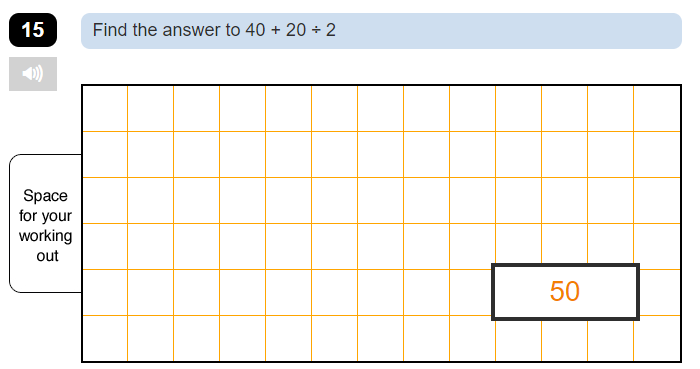 15
Find the answer to 40 + 20 ÷ 2
Space
for your
working
out
50